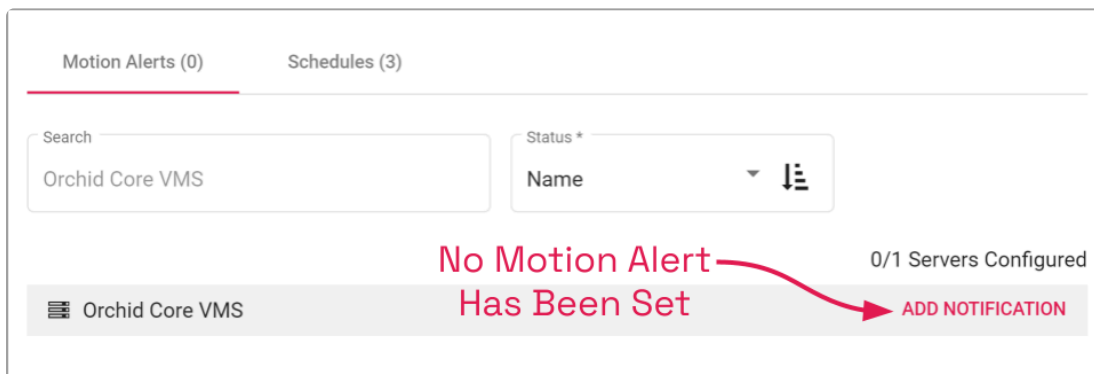 Motion Alerts (0) Schedules (3)
Search
Orchid Core VMS
Status *
Name
No Motion Alert
Has Been Set
0/1 Servers Configured
Orchid Core VMS
ADD NOTIFICATION